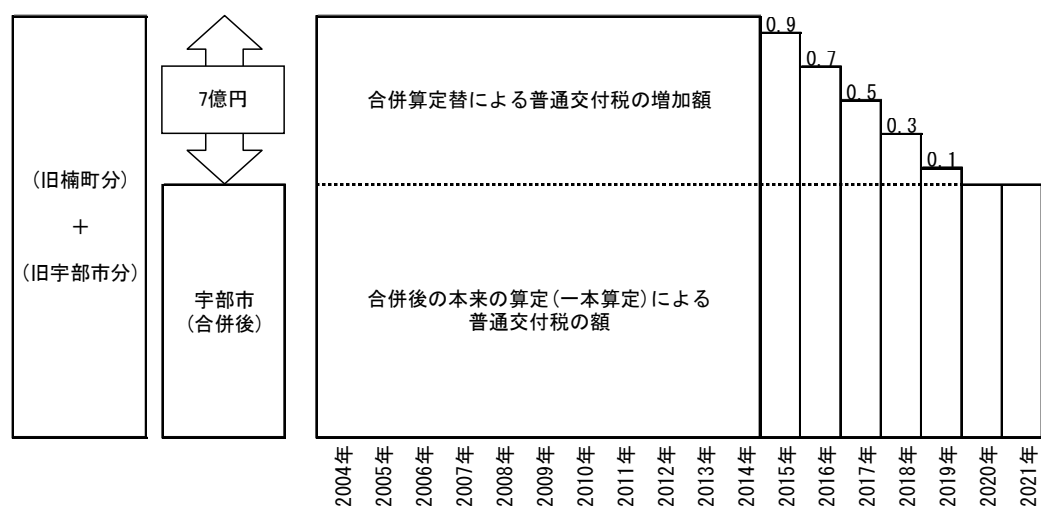 (旧楠町分)
+
(旧宇部市分)
7億円
宇部市
(合併後)
合併算定替による普通交付税の増加額
合併後の本来の算定(一本算定)による
普通交付税の額
0.9
0.7
0.5
0.3
0.1
2004年
2005年
2006年
2007年
2008年
2009年
2010年
2011年
2012年
2013年
2014年
2015年
2016年
2017年
2018年
2019年
2020年
2021年